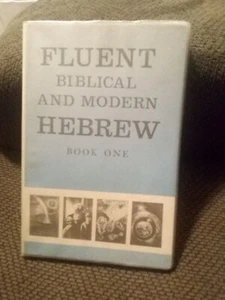 FLUENT
BIBLICAL
AND MODERN
HEBREW
BOOK ONE